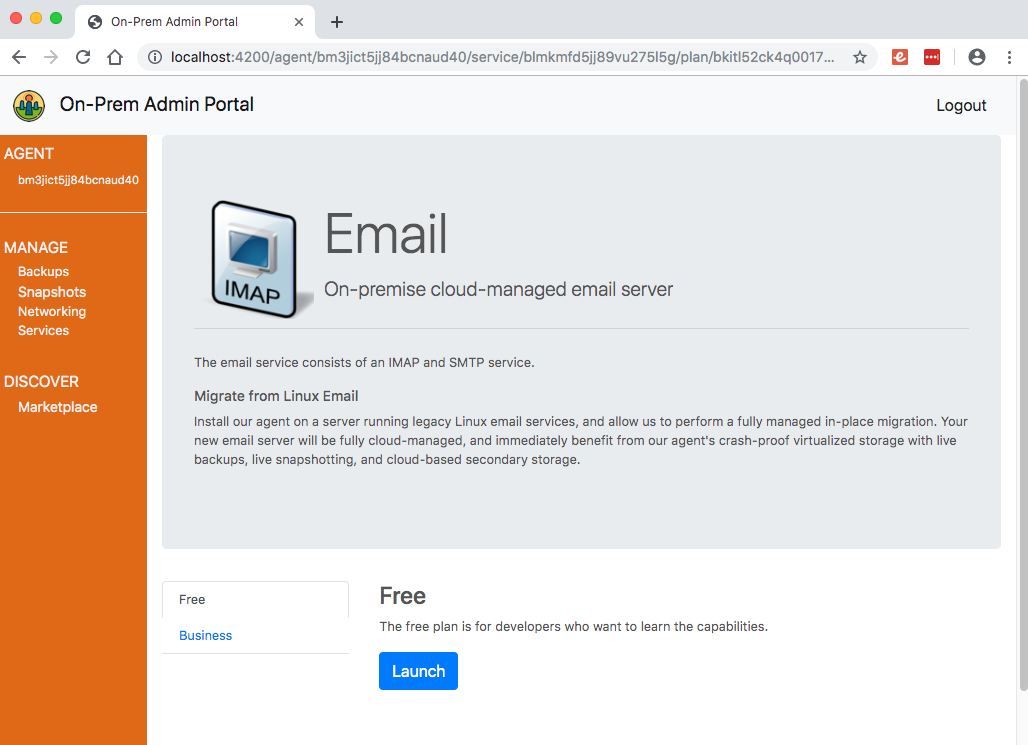 On-Prem Admin Portal
localhost:4200/agent/bm3jict5jj84bcnaud40/service/blmkmfd5jj89vu275l5g/plan/bkitl52ck4q0017...
On-Prem Admin Portal
Logout
AGENT
bm3jict5jj84bcnaud40
MANAGE
Backups
Snapshots
Networking
Services
DISCOVER
Marketplace
IMAP
Email
On-premise cloud-managed email server
The email service consists of an IMAP and SMTP service.
Migrate from Linux Email
Install our agent on a server running legacy Linux email services, and allow us to perform a fully managed in-place migration. Your
new email server will be fully cloud-managed, and immediately benefit from our agent's crash-proof virtualized storage with live
backups, live snapshotting, and cloud-based secondary storage.
Free
Business
Free
The free plan is for developers who want to learn the capabilities.
Launch